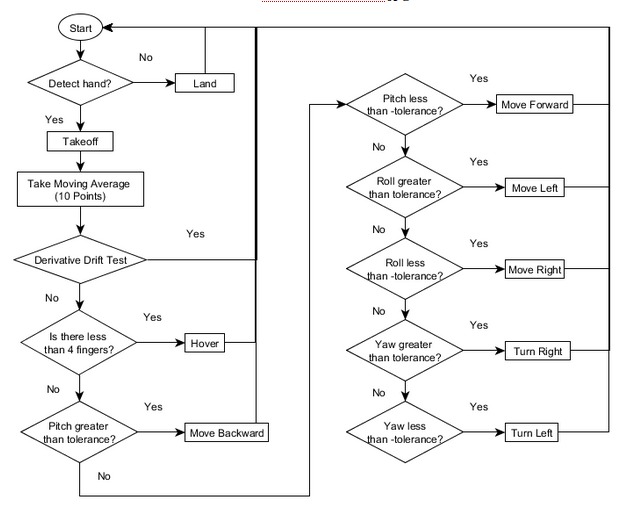 Start
No
Detect hand?
Land
Yes
Takeoff
Take Moving Average
(10 Points)
Yes
Derivative Drift Test
No
Yes
Is there less
than 4 fingers?
Hover
No
Yes
Pitch greater
than tolerance?
Move Backward
No
Yes
Pitch less
than -tolerance?
Move Forward
No
Yes
Roll greater
than tolerance?
Move Left
No
Yes
Roll less
than -tolerance?
Move Right
No
Yes
Yaw greater
than tolerance?
Turn Right
No
Yes
Yaw less
than -tolerance?
Turn Left